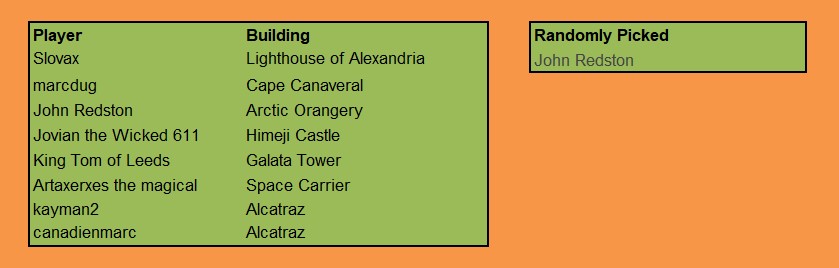 Player Building
Slovax Lighthouse of Alexandria
marcdug Cape Canaveral
John Redston Arctic Orangery
Jovian the Wicked 611 Himeji Castle
King Tom of Leeds Galata Tower
Artaxerxes the magical Space Carrier
kayman2 Alcatraz
canadienmarc Alcatraz
Randomly Picked
John Redston